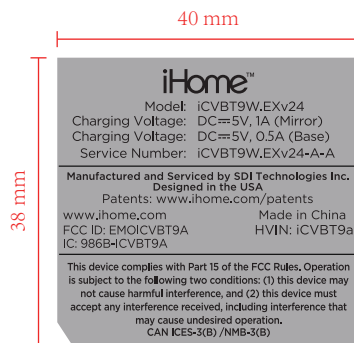 40 mm
38 mm
iHome™
Model: iCVBT9W.EXv24
Charging Voltage: DC⎓5V, 1A (Mirror)
Charging Voltage: DC⎓5V, 0.5A (Base)
Service Number: iCVBT9W.EXv24-A-A
Manufactured and Serviced by SDI Technologies Inc.
Designed in the USA
Patents: www.ihome.com/patents
www.ihome.com Made in China
FCC ID: EMOICVBT9A HVIN: iCVBT9a
IC: 986B-ICVBT9A
This device complies with Part 15 of the FCC Rules. Operation
is subject to the following two conditions: (1) this device may
not cause harmful interference, and (2) this device must
accept any interference received, including interference that
may cause undesired operation.
CAN ICES-3(B) /NMB-3(B)